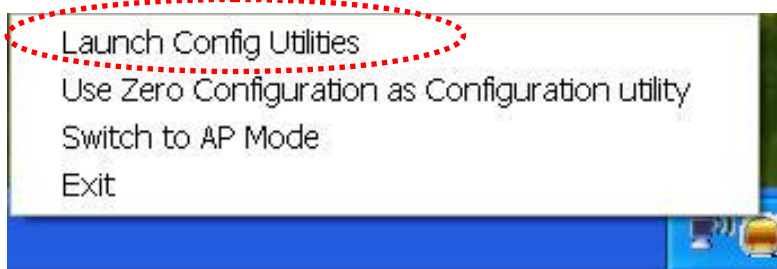 Launch Config Utilities
Use Zero Configuration as Configuration utility
Switch to AP Mode
Exit